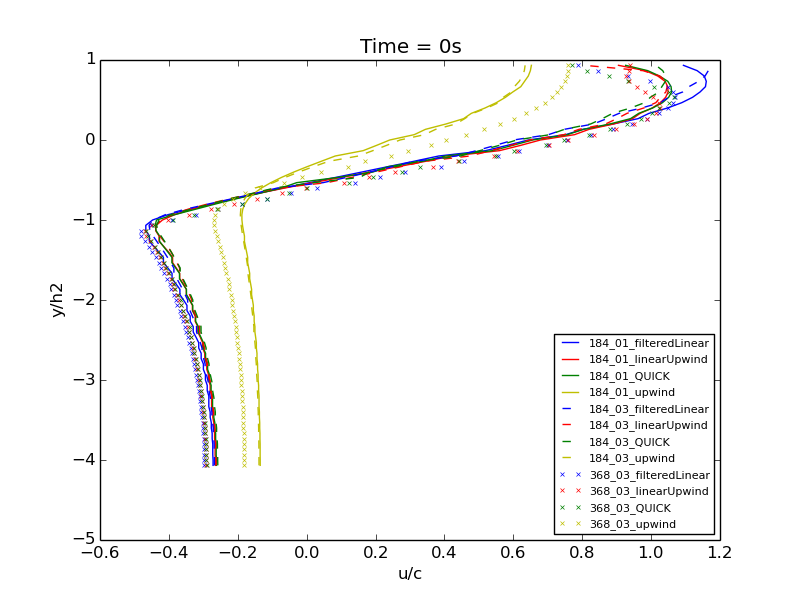 Time = 0s
1
0
−1
−2
−3
−4
−5
y/h2
−0.6 −0.4 −0.2 0.0 0.2 0.4 0.6 0.8 1.0 1.2
u/c
184_01_filteredLinear
184_01_linearUpwind
184_01_QUICK
184_01_upwind
184_03_filteredLinear
184_03_linearUpwind
184_03_QUICK
184_03_upwind
368_03_filteredLinear
368_03_linearUpwind
368_03_QUICK
368_03_upwind